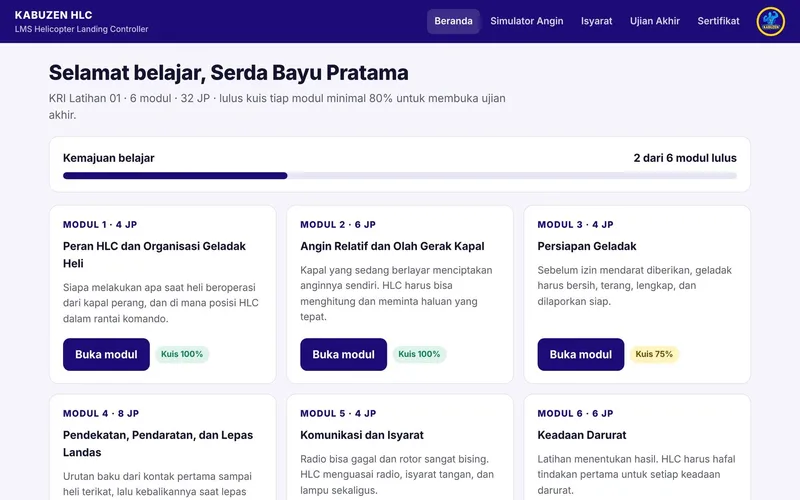 KABUZEN HLC
LMS Helicopter Landing Controller
Beranda
Simulator Angin
Isyarat
Ujian Akhir
Sertifikat
KABUZEN
Selamat belajar, Serda Bayu Pratama
KRI Latihan 01 · 6 modul · 32 JP · lulus kuis tiap modul minimal 80% untuk membuka ujian
akhir.
Kemajuan belajar
2 dari 6 modul lulus
MODUL 1 · 4 JP
Peran HLC dan Organisasi Geladak
Heli
Siapa melakukan apa saat heli beroperasi
dari kapal perang, dan di mana posisi HLC
dalam rantai komando.
Buka modul
Kuis 100%
MODUL 2 · 6 JP
Angin Relatif dan Olah Gerak Kapal
Kapal yang sedang berlayar menciptakan
anginnya sendiri. HLC harus bisa
menghitung dan meminta haluan yang
tepat.
Buka modul
Kuis 100%
MODUL 3 · 4 JP
Persiapan Geladak
Sebelum izin mendarat diberikan, geladak
harus bersih, terang, lengkap, dan
dilaporkan siap.
Buka modul
Kuis 75%
MODUL 4 · 8 JP
Pendekatan, Pendaratan, dan Lepas
Landas
Urutan baku dari kontak pertama sampai
heli terikat, lalu kebalikannya saat lepas
MODUL 5 · 4 JP
Komunikasi dan Isyarat
Radio bisa gagal dan rotor sangat bising.
HLC menguasai radio, isyarat tangan, dan
lampu sekaligus.
MODUL 6 · 6 JP
Keadaan Darurat
Latihan menentukan hasil. HLC harus hafal
tindakan pertama untuk setiap keadaan
darurat.